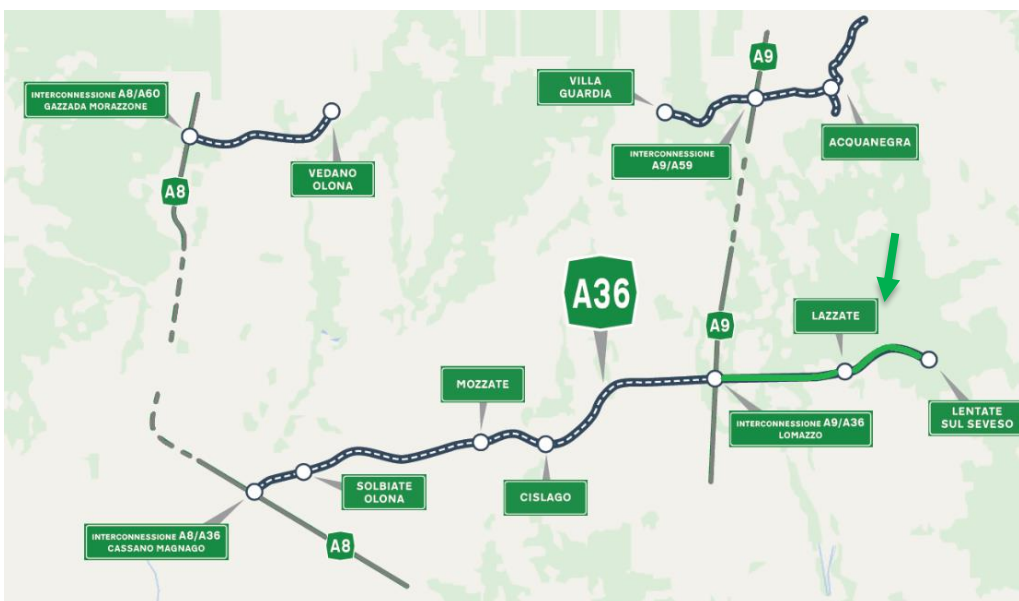 A9
VILLA
GUARDIA
INTERCONNESSIONE A8/A60
GAZZADA MORAZZONE
ACQUANEGRA
INTERCONNESSIONE
A9/A59
VEDANO
OLONA
A8
A36
LAZZATE
A9
MOZZATE
LENTATE
SUL SEVESO
INTERCONNESSIONE A9/A36
LOMAZZO
SOLBIATE
OLONA
CISLAGO
INTERCONNESSIONE A8/A36
CASSANO MAGNAGO
A8